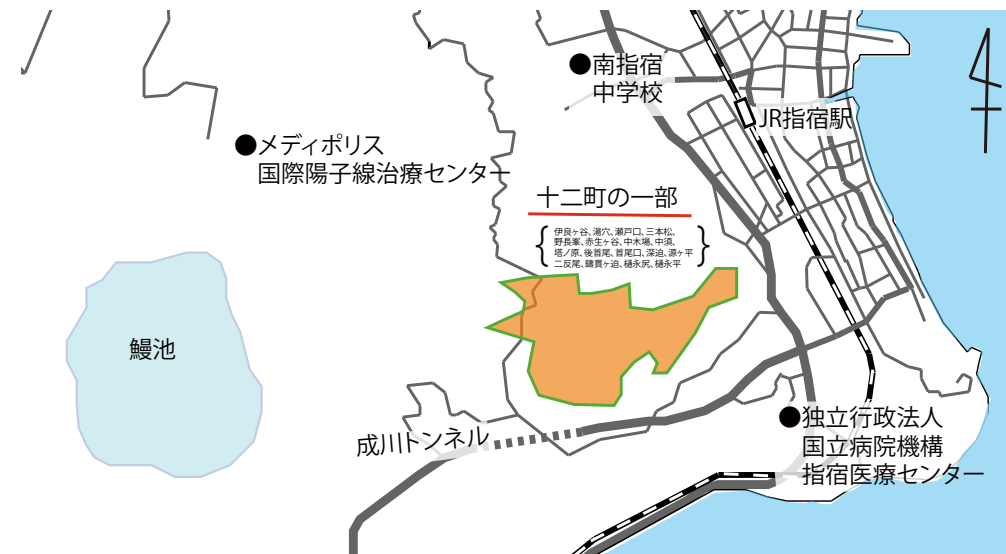 ●南指宿
中学校
JR指宿駅
●メディポリス
国際陽子線治療センター
十二町の一部
伊良ヶ谷、湯穴、瀬戸口、三本松、
野長峯、赤生ヶ谷、中木場、中須、
塔ノ原、後首尾、首尾口、深迫、源ヶ平
二反尾、鑄貫ヶ迫、樋永尻、樋永平
鰻池
成川トンネル
●独立行政法人
国立病院機構
指宿医療センター